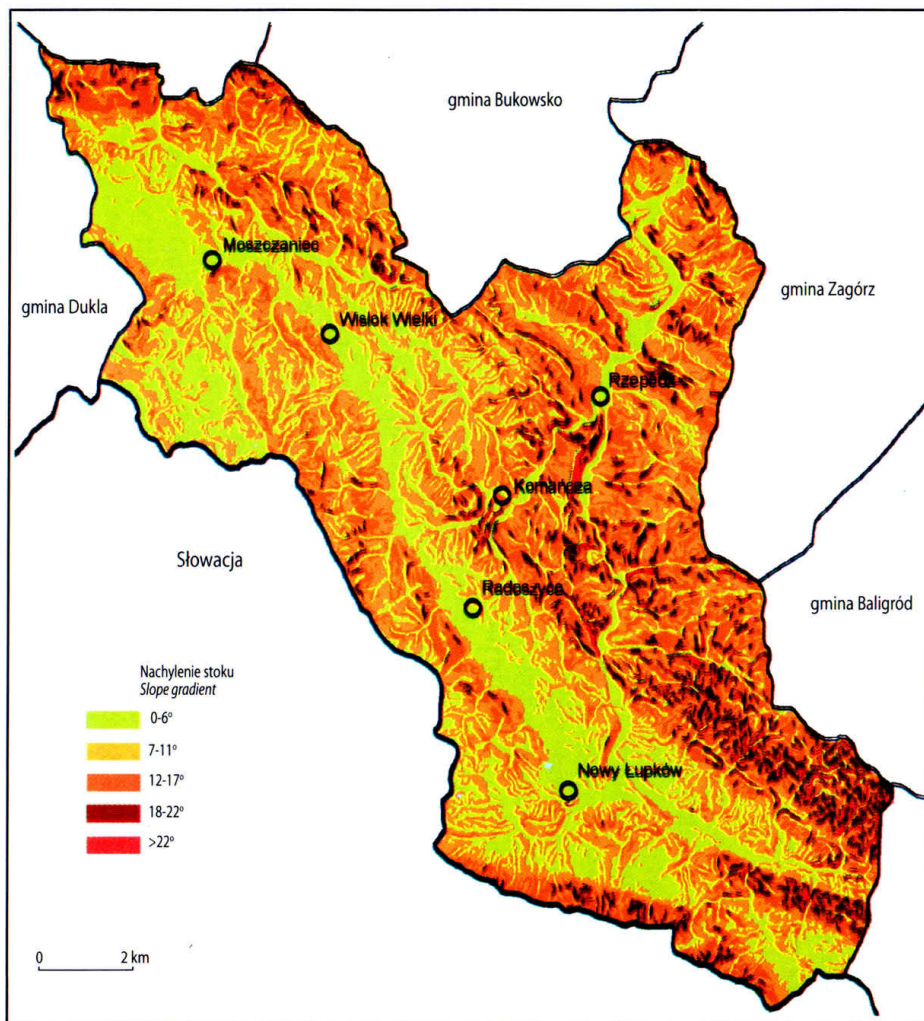 gmina Bukowsko
Moszczaniec
gmina Zagórz
gmina Dukla
Wisłok Wielki
Rzepedź
Komańcza
Słowacja
Radoszyce
gmina Baligród
Nachylenie stoku
Slope gradient
0-6°
7-11°
12-17°
18-22°
>22°
Nowy Łupków
0 2 km